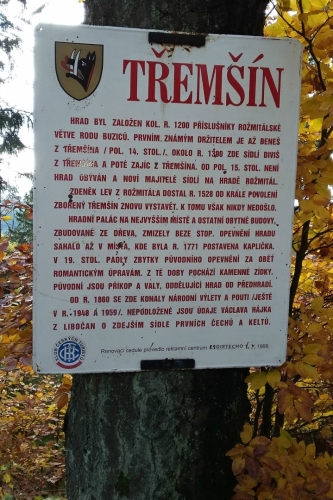 TŘEMŠÍN
HRAD BYL ZALOŽEN KOL. R. 1200 PŘÍSLUŠNÍKY ROŽMITÁLSKÉ
VĚTVE RODU BUZICŮ. PRVNÍM ZNÁMÝM DRŽITELEM JE AŽ BENEŠ
Z TŘEMŠÍNA / POL. 14. STOL./. OKOLO R. ZDE SÍDLÍ DIVIŠ
Z TŘEMŠÍNA A POTÉ ZAJÍC Z TŘEMŠÍNA. OD POL. 15. STOL. NENÍ
HRAD OBÝVÁN A NOVÍ MAJITELÉ SÍDLÍ NA HRADĚ ROŽMITÁL.
ZDENĚK LEV Z ROŽMITÁLU DOSTAL R. 1528 OD KRÁLE POVOLENÍ
ZBOŘENÝ TŘEMŠÍN ZNOVU VYSTAVĚT. K TOMU VŠAK NIKDY NEDOŠLO.
HRADNÍ PALÁC NA NEJVYŠŠÍM MÍSTĚ A OSTATNÍ OBYTNÉ BUDOVY,
ZBUDOVANÉ ZE DŘEVA, ZMIZELY BEZE STOP. OPEVNĚNÍ HRADU
SAHALO AŽ V MÍSTA, KDE BYLA R. 1771 POSTAVENA KAPLIČKA.
V 19. STOL. PADLY ZBYTKY PŮVODNÍHO OPEVNĚNÍ ZA OBĚŤ
ROMANTICKÝM ÚPRAVÁM. Z TÉ DOBY POCHÁZÍ KAMENNÉ ZÍDKY.
PŮVODNÍ JSOU PŘÍKOP A VALY, ODDĚLUJÍCÍ HRAD OD PŘEDHRADÍ.
OD R. 1860 SE ZDE KONALY NÁRODNÍ VÝLETY A POUTI /JEŠTĚ
V R. 1948 A 1959/. NEPODLOŽENÉ JSOU ÚDAJE VÁCLAVA HÁJKA
Z LIBOČAN O ZDEJŠÍM SÍDLE PRVNÍCH ČECHŮ A KELTŮ.
Renovaci cedule provedlo reklamní centrum